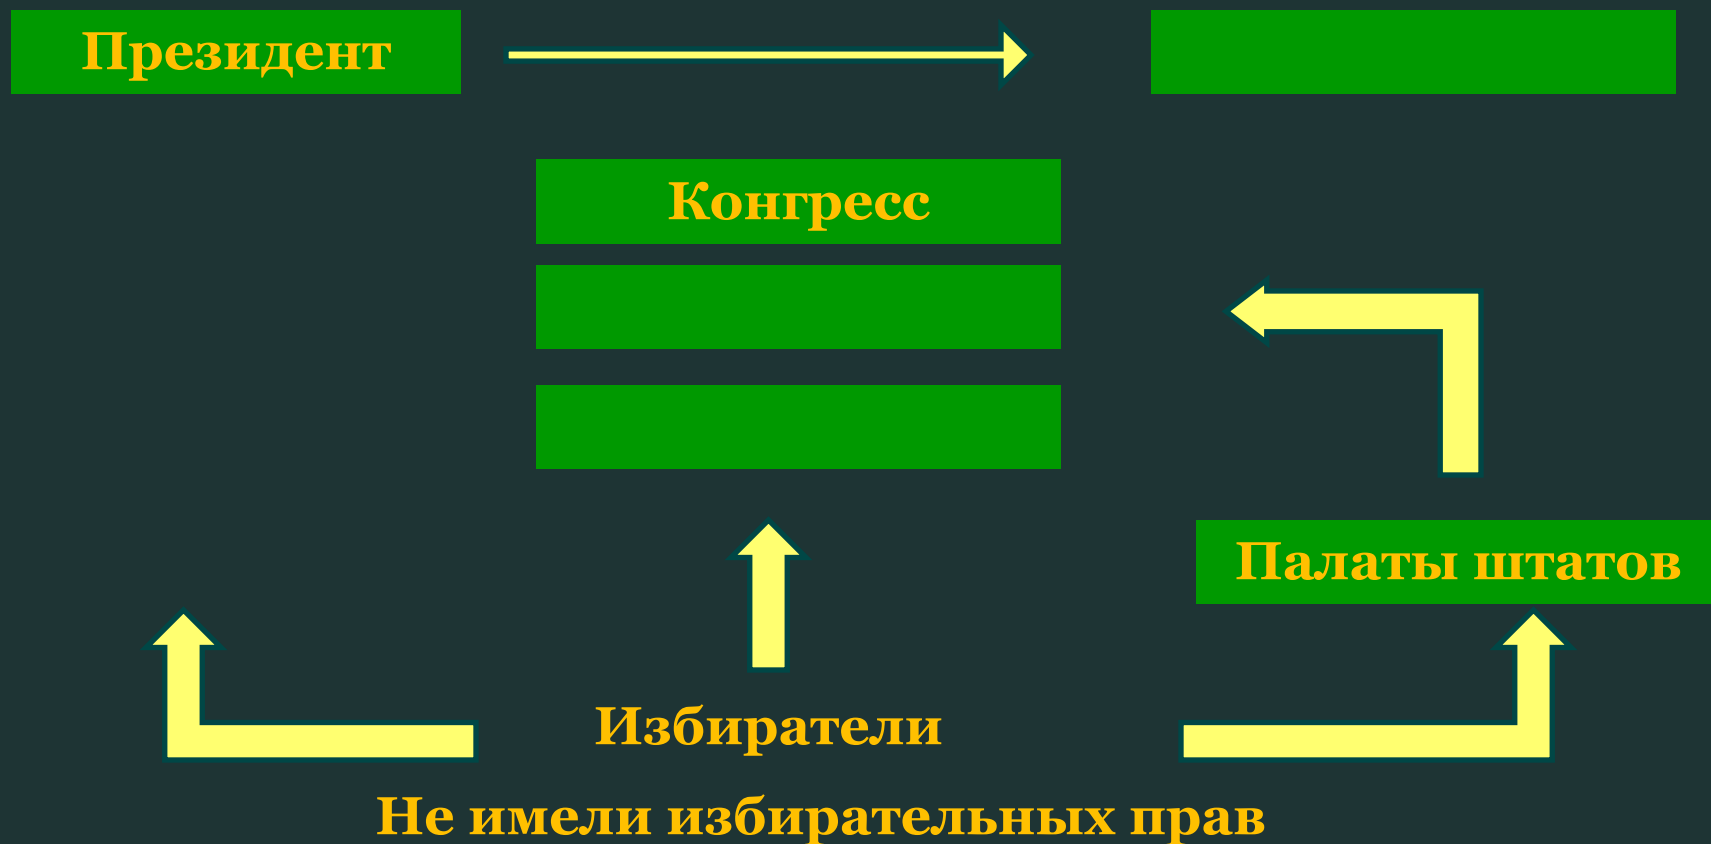 Президент
Конгресс
Палаты штатов
Избиратели
Не имели избирательных прав